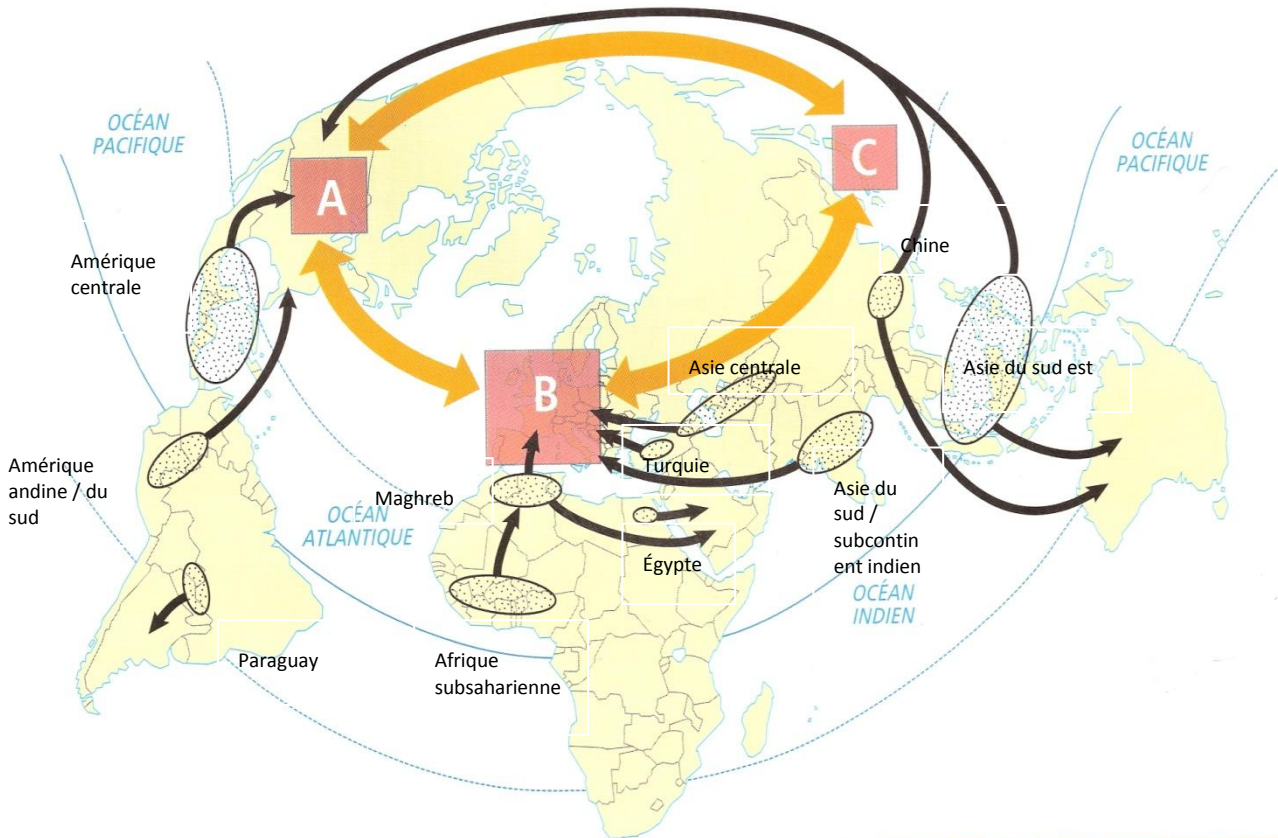 OCÉAN
PACIFIQUE
A
C
OCÉAN
PACIFIQUE
Amérique
centrale
Chine
B
Asie centrale
Asie du sud est
Amérique
andine / du
sud
Maghreb
Turquie
OCÉAN
ATLANTIQUE
Asie du
sud /
subcontin
ent indien
Égypte
OCÉAN
INDIEN
Paraguay
Afrique
subsaharienne